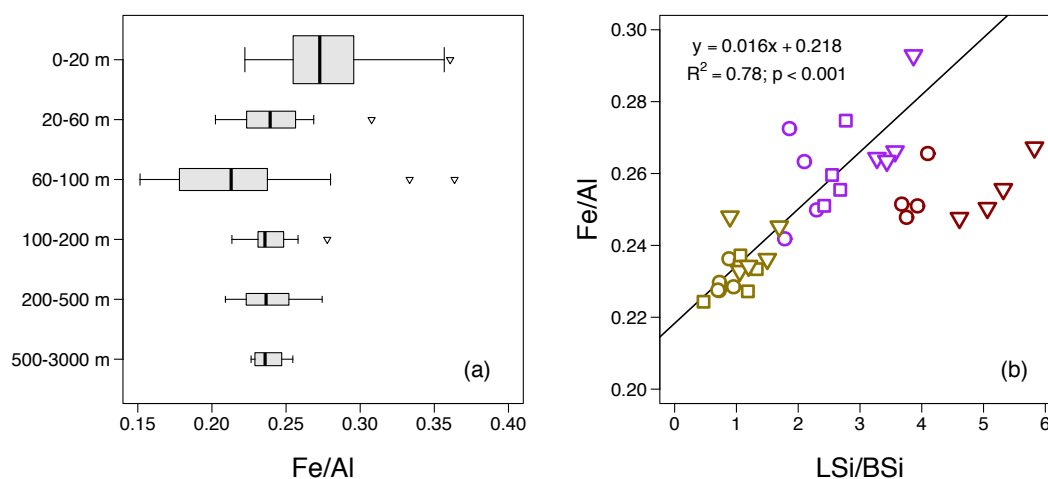 0-20 m
20-60 m
60-100 m
100-200 m
200-500 m
500-3000 m
(a)
0.15 0.20 0.25 0.30 0.35 0.40
Fe/Al
y = 0.016x + 0.218
R² = 0.78; p < 0.001
0.30
0.28
0.26
0.24
0.22
0.20
Fe/Al
(b)
0 1 2 3 4 5 6
LSi/BSi